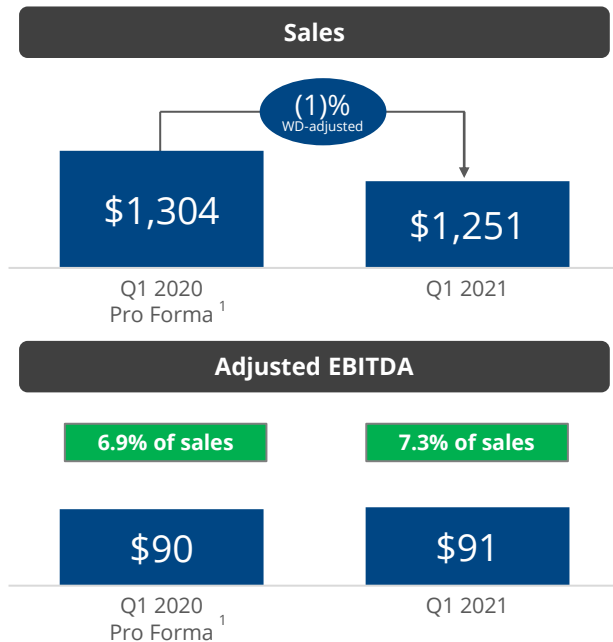 Sales
(1)%
WD-adjusted
$1,304
$1,251
Q1 2020
Pro Forma 1
Q1 2021
Adjusted EBITDA
6.9% of sales
7.3% of sales
$90
$91
Q1 2020
Pro Forma 1
Q1 2021